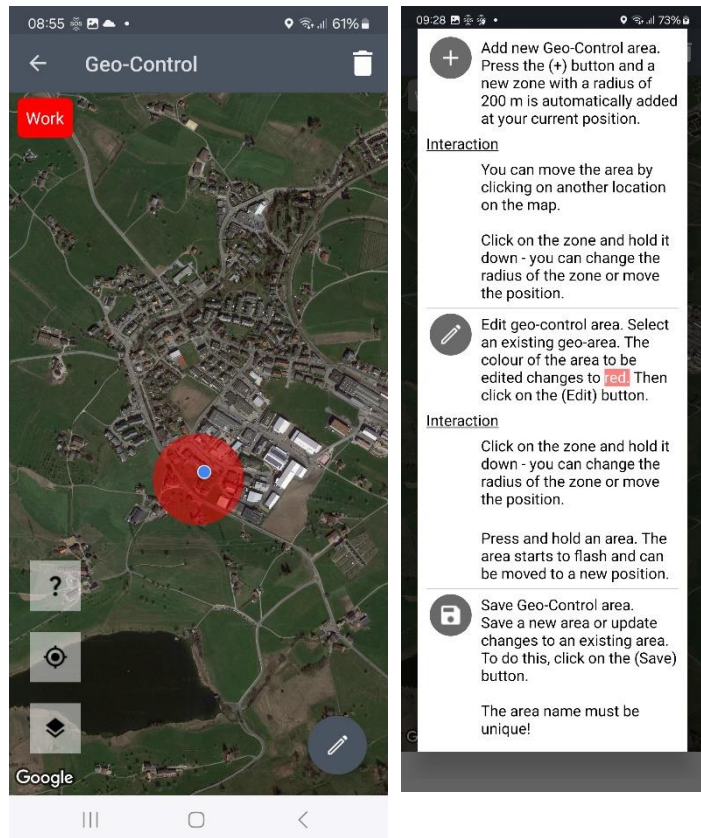 08:55 SOS 61%
Geo-Control
Work
?
Google
09:28 73%
Add new Geo-Control area.
Press the (+) button and a
new zone with a radius of
200 m is automatically added
at your current position.
Interaction
You can move the area by
clicking on another location
on the map.
Click on the zone and hold it
down - you can change the
radius of the zone or move
the position.
Edit geo-control area. Select
an existing geo-area. The
colour of the area to be
edited changes to red. Then
click on the (Edit) button.
Interaction
Click on the zone and hold it
down - you can change the
radius of the zone or move
the position.
Press and hold an area. The
area starts to flash and can
be moved to a new position.
Save Geo-Control area.
Save a new area or update
changes to an existing area.
To do this, click on the (Save)
button.
The area name must be
unique!